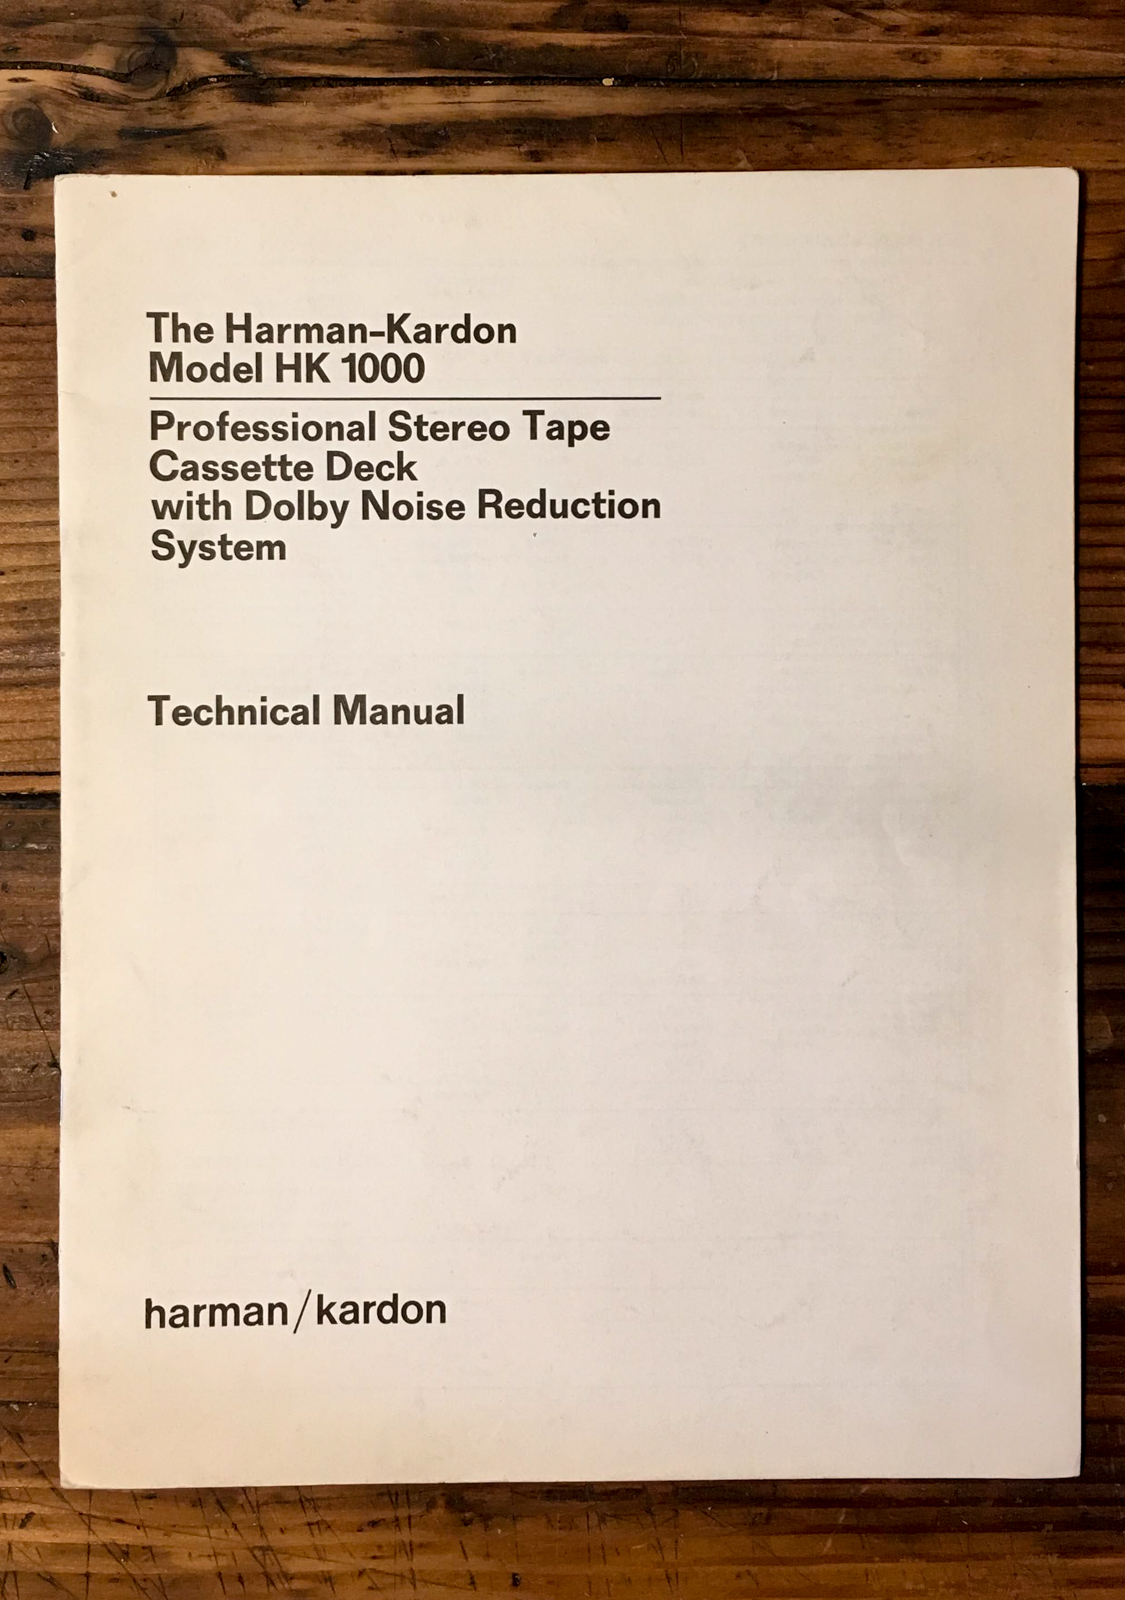 The Harman-Kardon
Model HK 1000
Professional Stereo Tape
Cassette Deck
with Dolby Noise Reduction
System
Technical Manual
harman/kardon